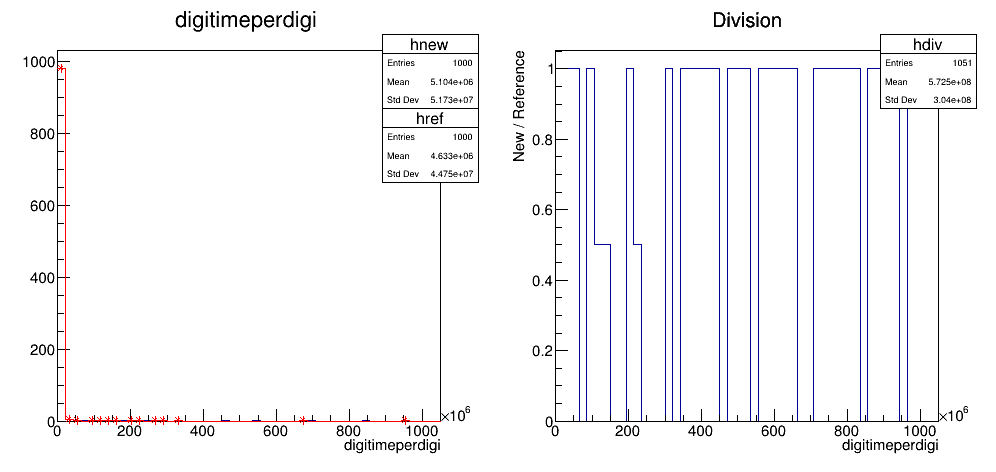 digitimeperdigi
hnew
Entries 1000
Mean 5.104e+06
Std Dev 5.173e+07
href
Entries 1000
Mean 4.633e+06
Std Dev 4.475e+07
1000
800
600
400
200
0
0 200 400 600 800 1000 ×10⁶
digitimeperdigi
Division
hdiv
Entries 1051
Mean 5.725e+08
Std Dev 3.04e+08
New / Reference
1
0.8
0.6
0.4
0.2
0
0 200 400 600 800 1000 ×10⁶
digitimeperdigi